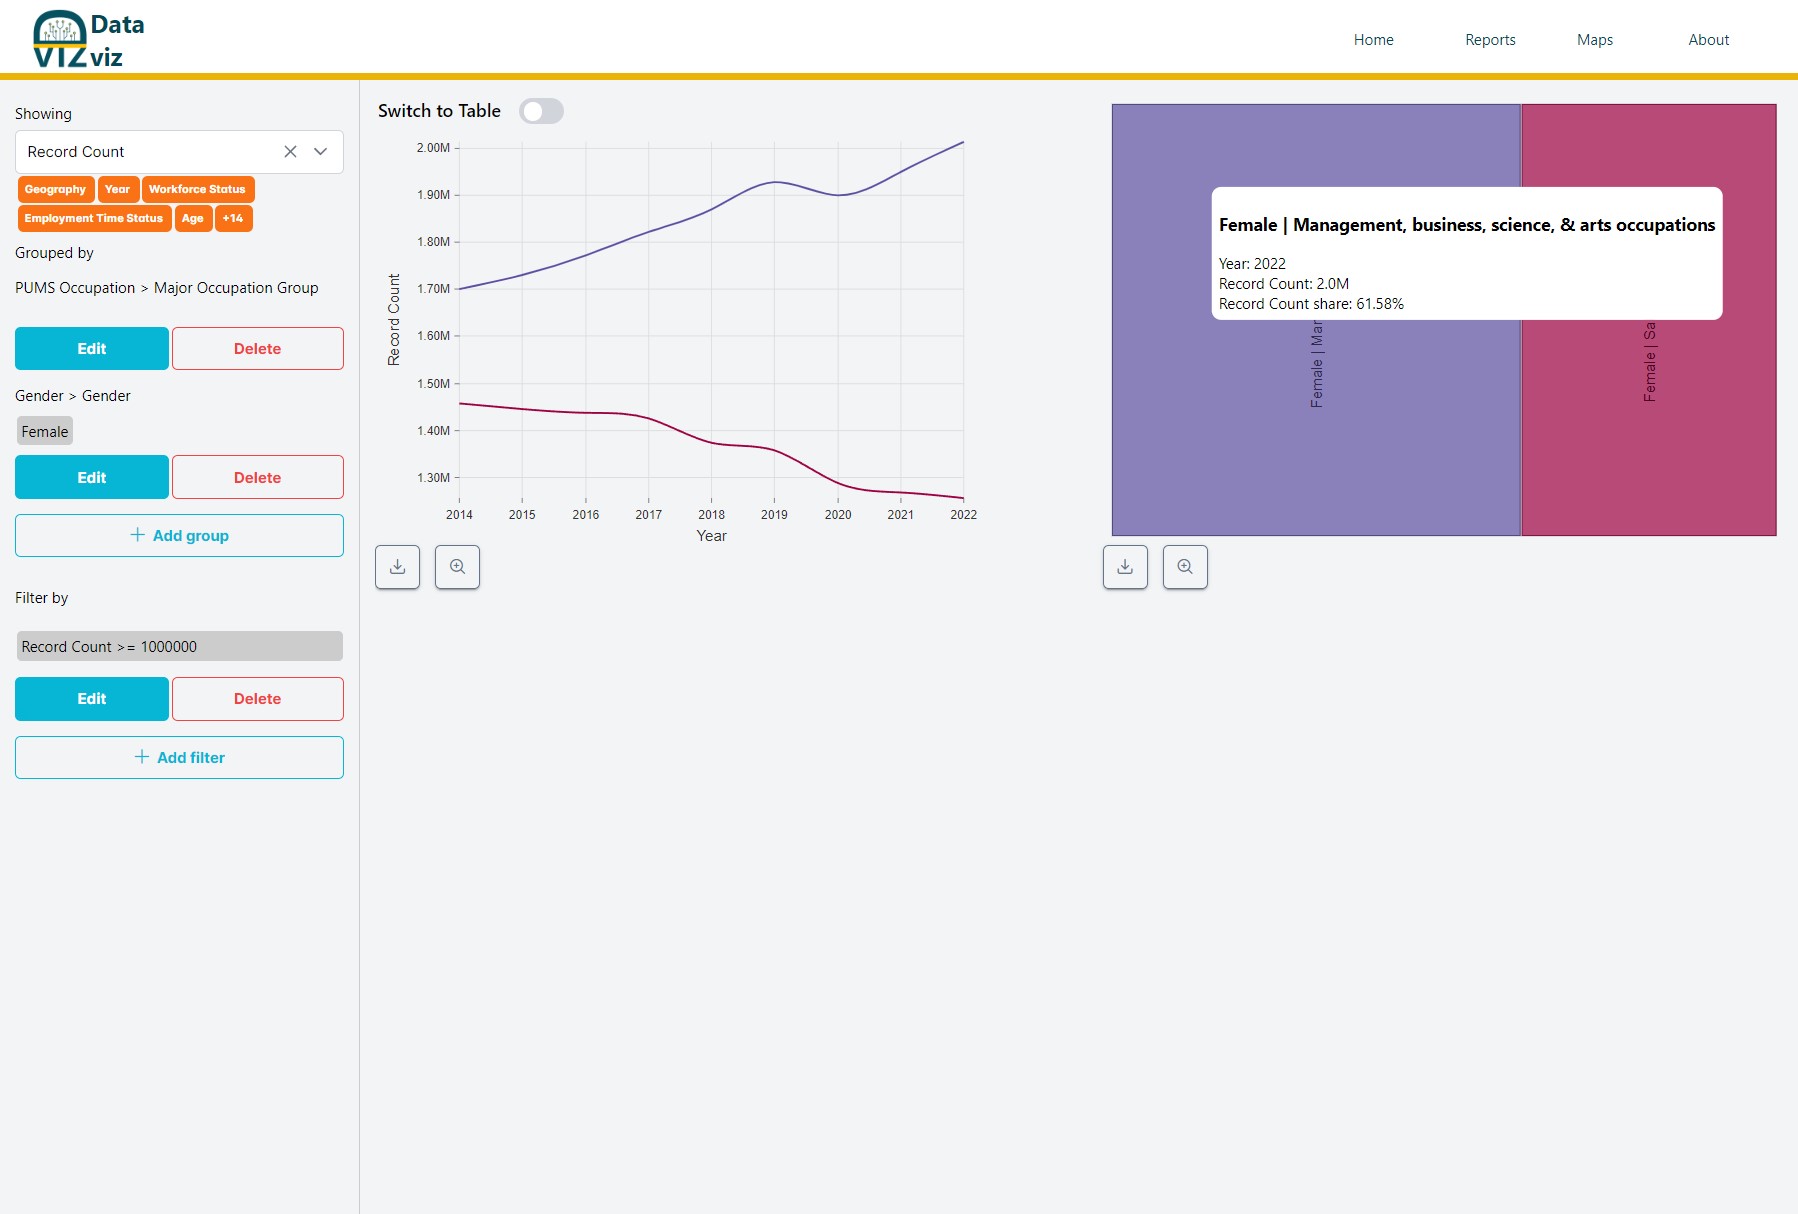 Data
VIZ viz
Home
Reports
Maps
About
Showing
Record Count
Geography
Year
Workforce Status
Employment Time Status
Age
+14
Grouped by
PUMS Occupation > Major Occupation Group
Edit
Delete
Gender > Gender
Female
Edit
Delete
+ Add group
Filter by
Record Count >= 1000000
Edit
Delete
+ Add filter
Switch to Table
Record Count
2.00M
1.90M
1.80M
1.70M
1.60M
1.50M
1.40M
1.30M
2014
2015
2016
2017
2018
2019
2020
2021
2022
Year
Female | Management, business, science, & arts occupations
Year: 2022
Record Count: 2.0M
Record Count share: 61.58%
Female | Mar
Female | Sa